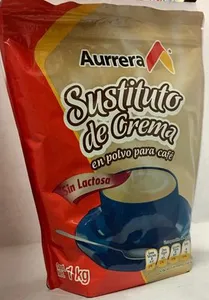 Aurrera
Sustituto
de Crema
en polvo para café
Sin Lactosa
1 kg